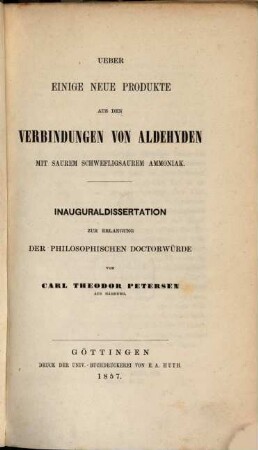 UEBER
EINIGE NEUE PRODUKTE
AUS DEN
VERBINDUNGEN VON ALDEHYDEN
MIT SAUREM SCHWEFLIGSAUREM AMMONIAK.
INAUGURALDISSERTATION
ZUR ERLANGUNG
DER PHILOSOPHISCHEN DOCTORWÜRDE
VON
CARL THEODOR PETERSEN
AUS HAMBURG.
GÖTTINGEN
DRUCK DER UNIV.-BUCHDRUCKEREI VON E. A. HUTH.
1857.